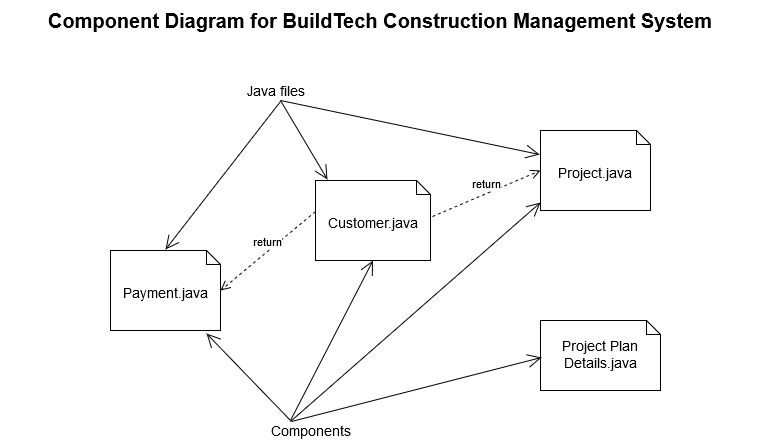 Component Diagram for BuildTech Construction Management System
Java files
Project.java
return
Customer.java
return
Payment.java
Project Plan
Details.java
Components